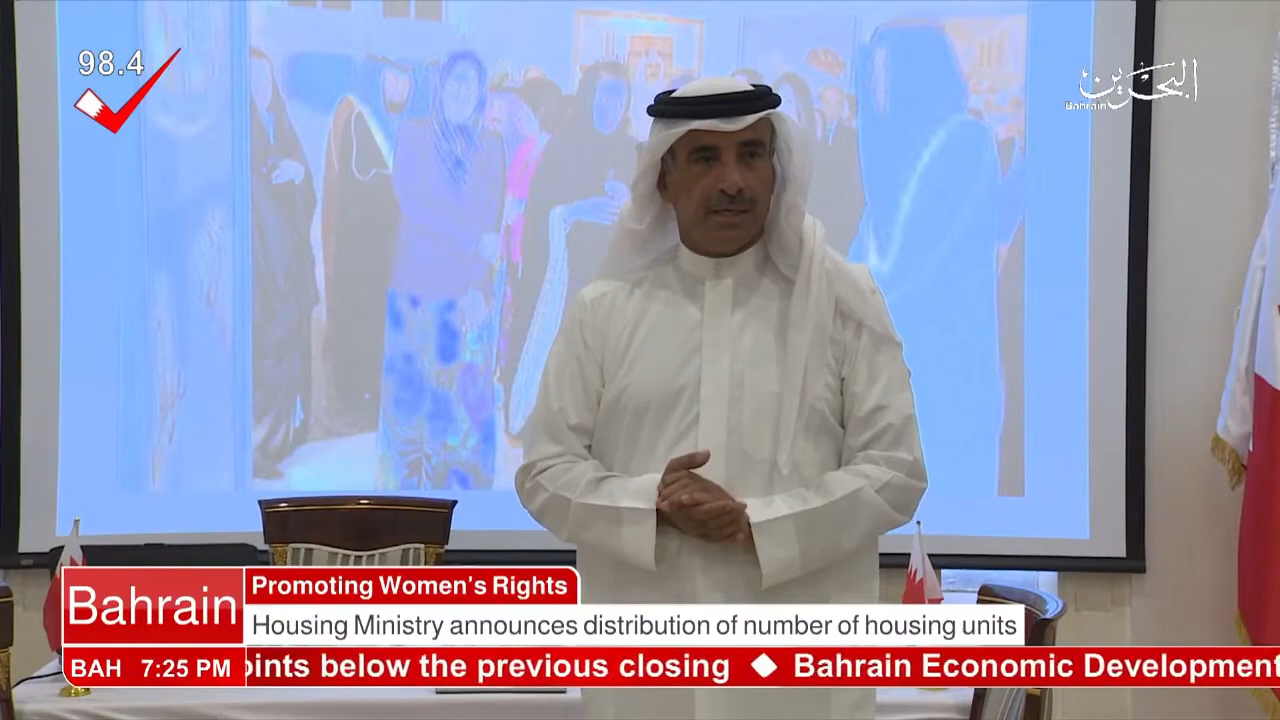 98.4
البحرين
Bahrain
Bahrain
Promoting Women's Rights
Housing Ministry announces distribution of number of housing units
BAH 7:25 PM
oints below the previous closing ◆ Bahrain Economic Development